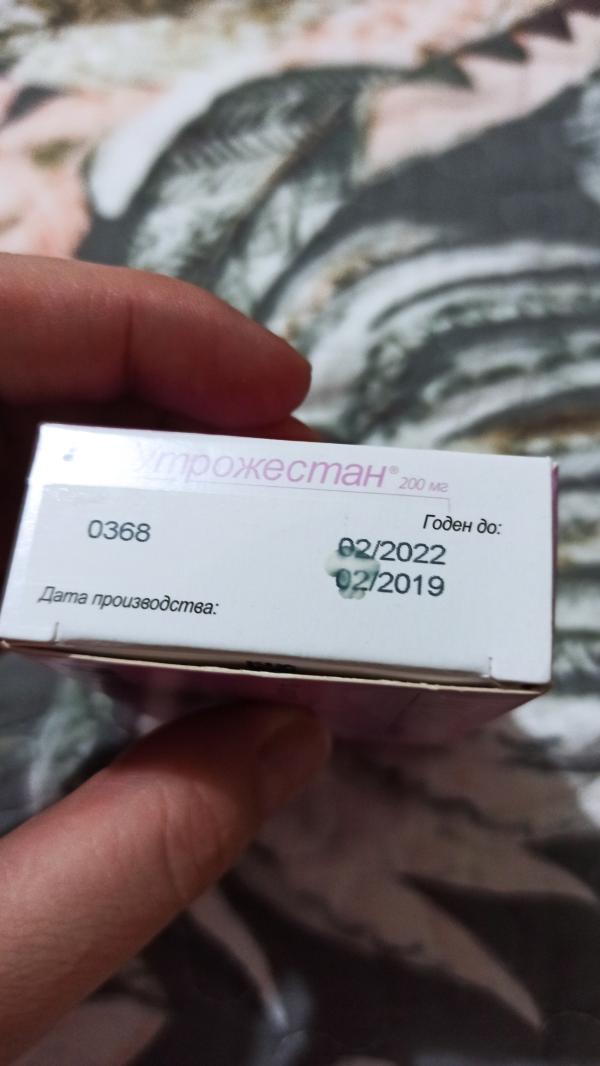 Утрожестан® 200 мг
Годен до:
0368
02/2022
02/2019
Дата производства: